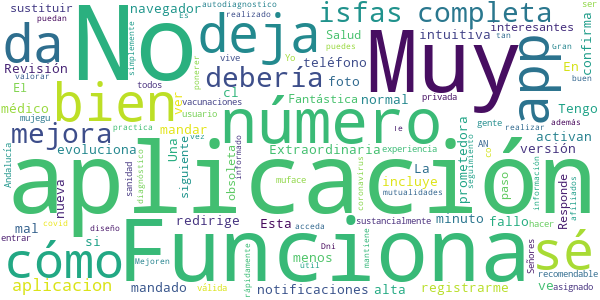 sustituir
puedan
navegador
autodiagnostico
realizado
Es
isfas completa
ser
tan
da
No
deja
Muy
app
interesantes
puedes
Gran
Revisión
simplemente
Salud
Yo
intuitiva
confirma
valorar
vive
ponerer
debería
teléfono
En
buen
El
todos
foto
privada
bien
ver
vacunaciones
cl
Fantástica
normal
Tengo
médico
mujegu
usuario
número
gente
realizar
además
mejora
practica
Una
mandar
vez
le
activan
Extraordinaria
experiencia
AN
versión
evoluciona
siguiente
obsoleta
informado
coronavirus
La
prometedora
seguimiento
co
Andalucía
aplicación
sanidad
diagnóstico
muface
incluye
mutualidades
paso
Responde
información
afiliados
nueva
redirige
Esta
minuto
fallo
hacer
covid
mal
diseño
si
Funciona
sé
entrar
Mejoren
menos
Dni
sustancialmente
acceda
registrarme
Señores
cómo
rápidamente
útil
mantiene
recomendable
aplicacion
mandado
válida
notificaciones
alta
ve
asignado